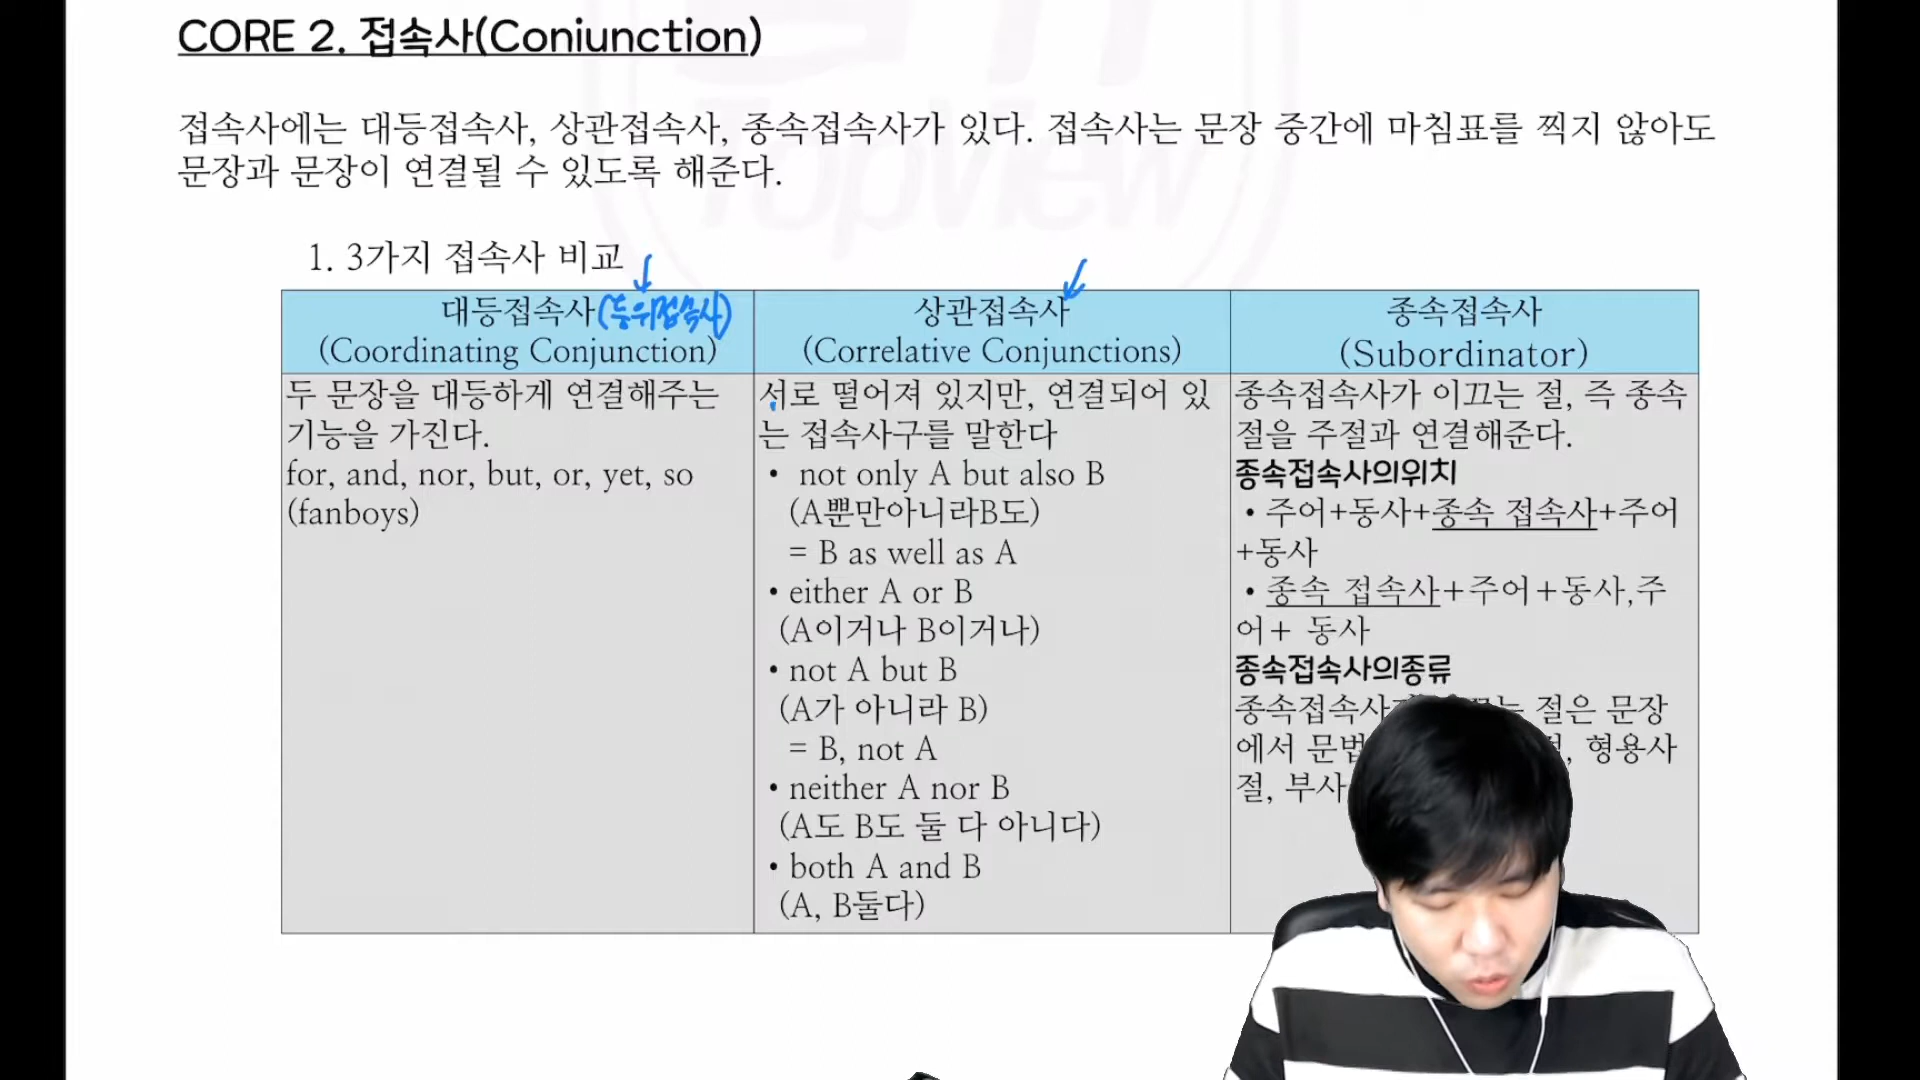 CORE 2. 접속사(Coniunction)
접속사에는 대등접속사, 상관접속사, 종속접속사가 있다. 접속사는 문장 중간에 마침표를 찍지 않아도
문장과 문장이 연결될 수 있도록 해준다.
TopView
1. 3가지 접속사 비교
대등접속사(등위접속사)
(Coordinating Conjunction)
두 문장을 대등하게 연결해주는
기능을 가진다.
for, and, nor, but, or, yet, so
(fanboys)
상관접속사
(Correlative Conjunctions)
서로 떨어져 있지만, 연결되어 있
는 접속사구를 말한다
• not only A but also B
(A뿐만아니라B도)
= B as well as A
• either A or B
(A이거나 B이거나)
• not A but B
(A가 아니라 B)
= B, not A
• neither A nor B
(A도 B도 둘 다 아니다)
• both A and B
(A, B둘다)
종속접속사
(Subordinator)
종속접속사가 이끄는 절, 즉 종속
절을 주절과 연결해준다.
종속접속사의위치
• 주어+동사+종속 접속사+주어
+동사
• 종속 접속사+주어+동사,주
어+ 동사
종속접속사의종류
종속접속사 절은 문장
에서 형용사
절,